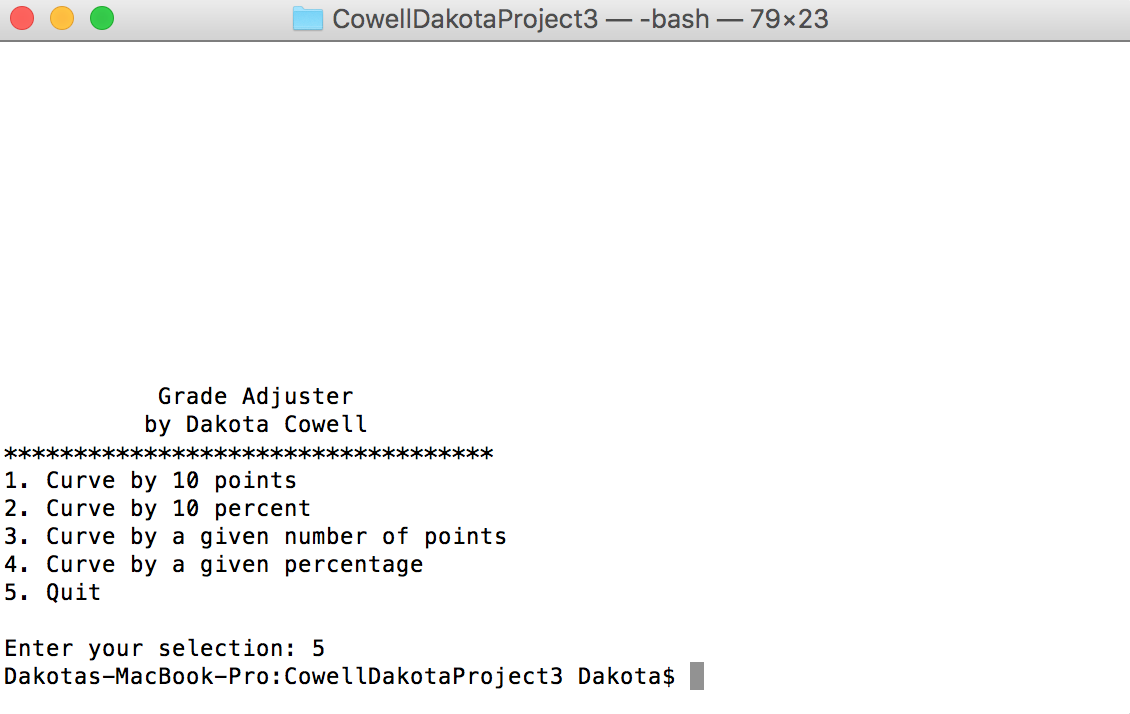 CowellDakotaProject3 — -bash — 79×23
Grade Adjuster
by Dakota Cowell
***********************************
1. Curve by 10 points
2. Curve by 10 percent
3. Curve by a given number of points
4. Curve by a given percentage
5. Quit
Enter your selection: 5
Dakotas-MacBook-Pro:CowellDakotaProject3 Dakota$